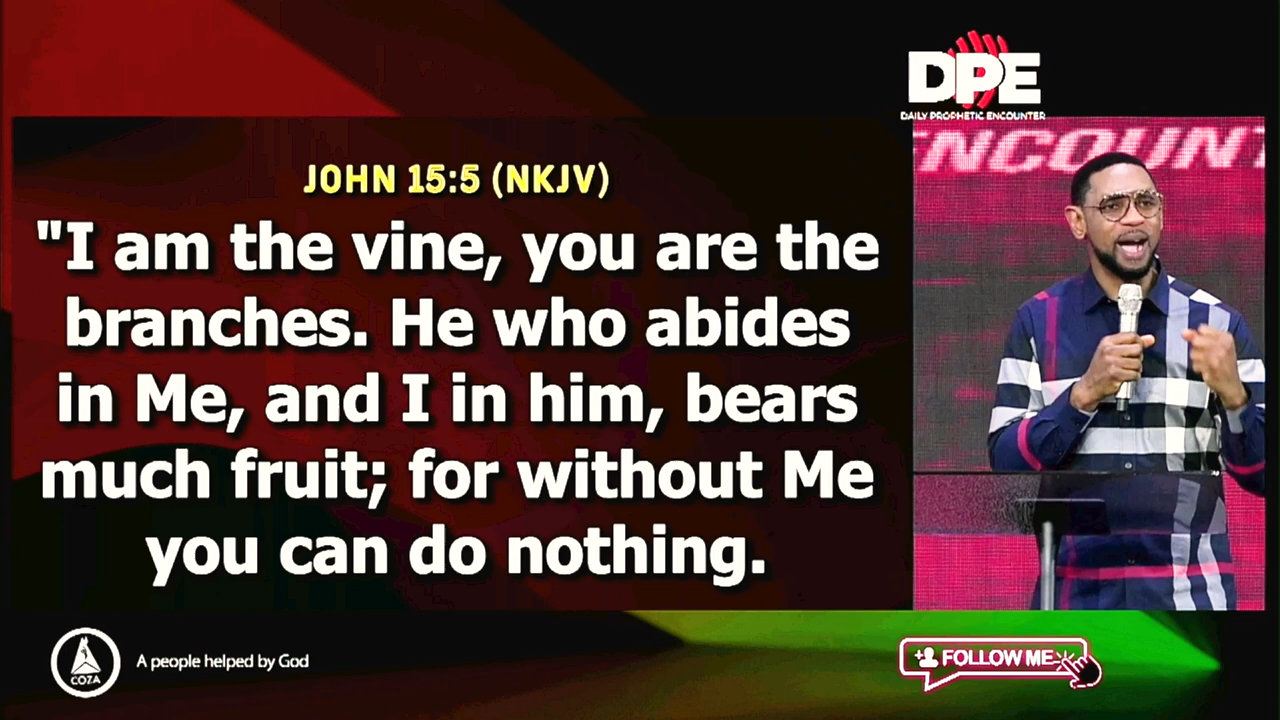 DPE
DAILY PROPHETIC ENCOUNTER
ENCOUNT
JOHN 15:5 (NKJV)
"I am the vine, you are the
branches. He who abides
in Me, and I in him, bears
much fruit; for without Me
you can do nothing.
COZA
A people helped by God
FOLLOW ME